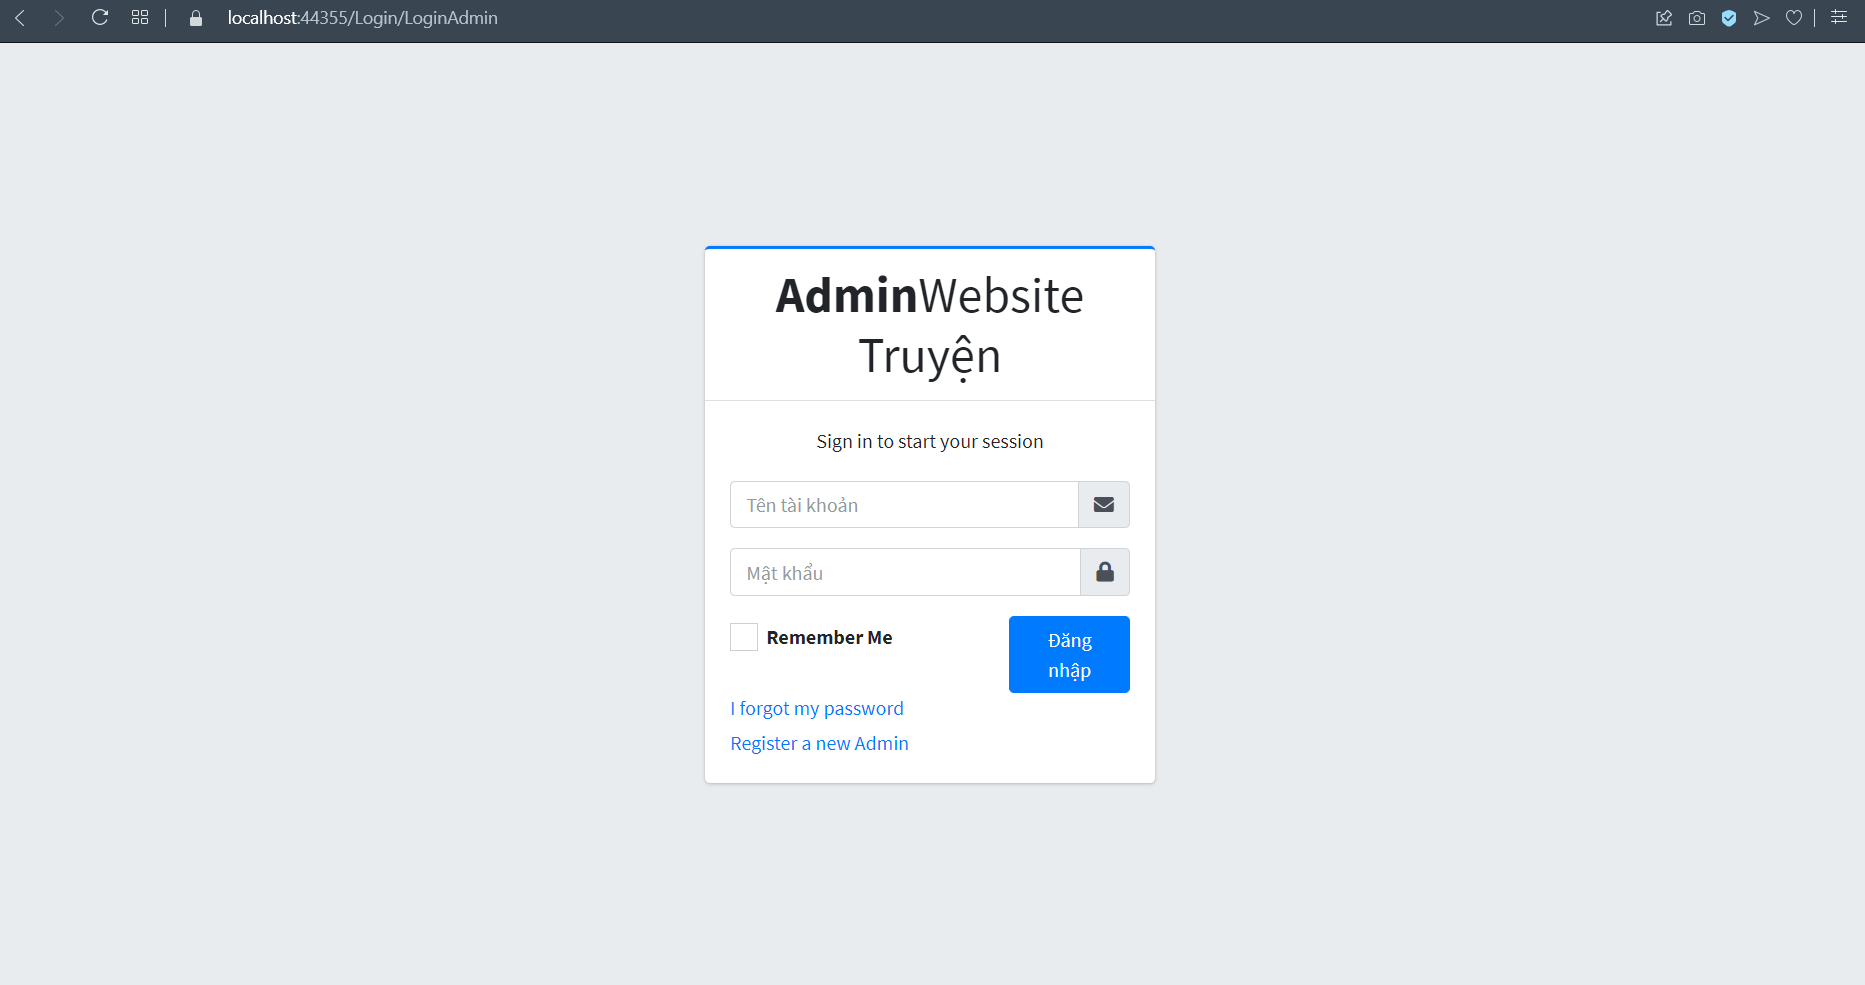 localhost:44355/Login/LoginAdmin
AdminWebsite
Truyện
Sign in to start your session
Tên tài khoản
Mật khẩu
Remember Me
Đăng
nhập
I forgot my password
Register a new Admin